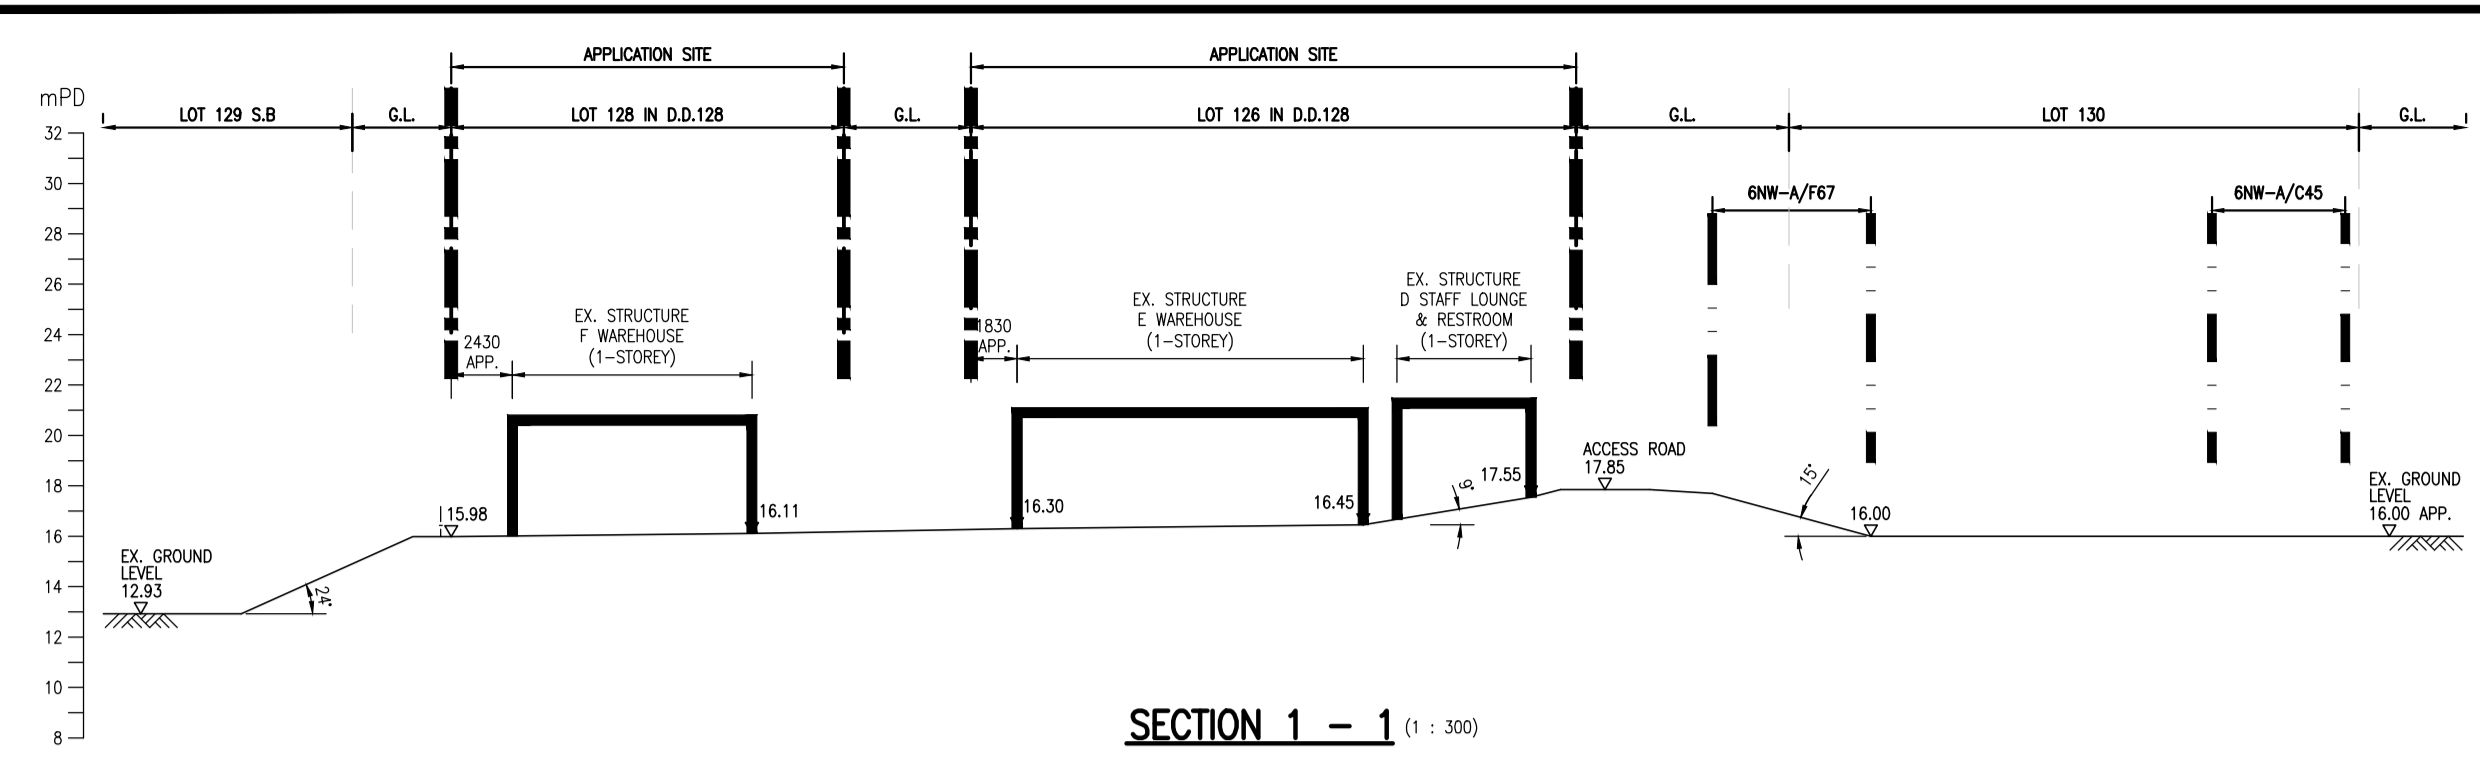 APPLICATION SITE
APPLICATION SITE
mPD
LOT 129 S.B
G.L.
LOT 128 IN D.D.128
G.L.
LOT 126 IN D.D.128
G.L.
LOT 130
G.L.
32
30
28
26
24
22
20
18
16
14
12
10
8
6NW-A/F67
6NW-A/C45
2430
APP.
EX. STRUCTURE
F WAREHOUSE
(1-STOREY)
1830
APP.
EX. STRUCTURE
E WAREHOUSE
(1-STOREY)
EX. STRUCTURE
D STAFF LOUNGE
& RESTROOM
(1-STOREY)
EX. GROUND
LEVEL
12.93
24°
15.98
16.11
16.30
16.45
9°
17.55
ACCESS ROAD
17.85
15°
16.00
EX. GROUND
LEVEL
16.00 APP.
SECTION 1 - 1 (1 : 300)